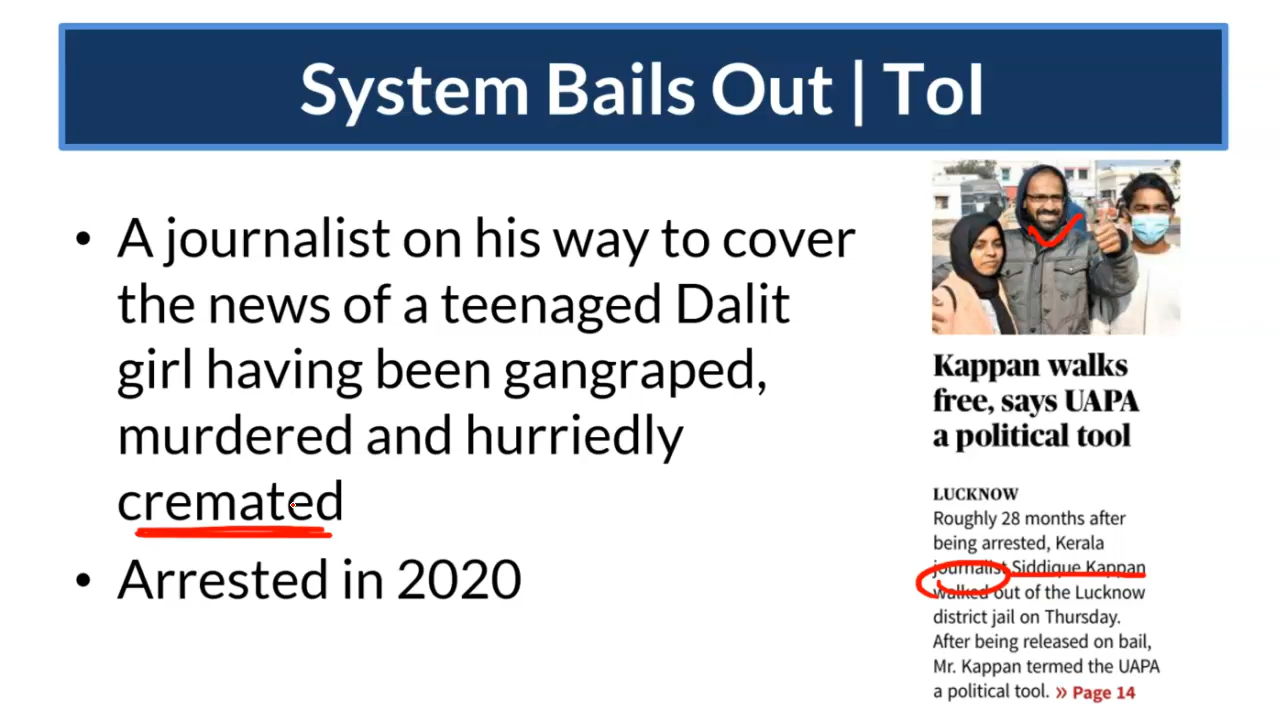 System Bails Out | ToI
• A journalist on his way to cover
the news of a teenaged Dalit
girl having been gangraped,
murdered and hurriedly
cremated
• Arrested in 2020
Kappan walks
free, says UAPA
a political tool
LUCKNOW
Roughly 28 months after
being arrested, Kerala
journalist Siddique Kappan
walked out of the Lucknow
district jail on Thursday.
After being released on bail,
Mr. Kappan termed the UAPA
a political tool. » Page 14